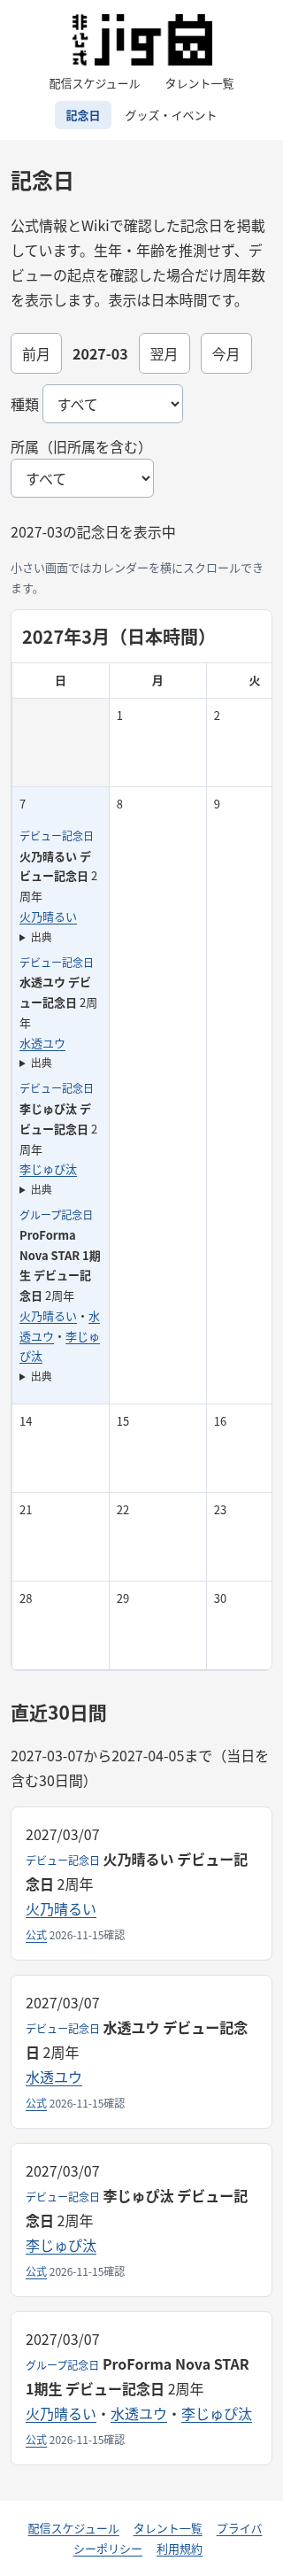 非公式 jig
配信スケジュール タレント一覧
記念日 グッズ・イベント
記念日
公式情報とWikiで確認した記念日を掲載
しています。生年・年齢を推測せず、デ
ビューの起点を確認した場合だけ周年数
を表示します。表示は日本時間です。
前月 2027-03 翌月 今月
種類 すべて
所属（旧所属を含む）
すべて
2027-03の記念日を表示中
小さい画面ではカレンダーを横にスクロールでき
ます。
2027年3月（日本時間）
日 月 火
1 2
7 8 9
デビュー記念日
火乃晴るい デ
ビュー記念日 2
周年
火乃晴るい
▶ 出典
デビュー記念日
水透ユウ デビ
ュー記念日 2周
年
水透ユウ
▶ 出典
デビュー記念日
李じゅぴ汰 デ
ビュー記念日 2
周年
李じゅぴ汰
▶ 出典
グループ記念日
ProForma
Nova STAR 1期
生 デビュー記
念日 2周年
火乃晴るい・水
透ユウ・李じゅ
ぴ汰
▶ 出典
14 15 16
21 22 23
28 29 30
直近30日間
2027-03-07から2027-04-05まで（当日を
含む30日間）
2027/03/07
デビュー記念日 火乃晴るい デビュー記
念日 2周年
火乃晴るい
公式 2026-11-15確認
2027/03/07
デビュー記念日 水透ユウ デビュー記念
日 2周年
水透ユウ
公式 2026-11-15確認
2027/03/07
デビュー記念日 李じゅぴ汰 デビュー記
念日 2周年
李じゅぴ汰
公式 2026-11-15確認
2027/03/07
グループ記念日 ProForma Nova STAR
1期生 デビュー記念日 2周年
火乃晴るい・水透ユウ・李じゅぴ汰
公式 2026-11-15確認
配信スケジュール タレント一覧 プライバ
シーポリシー 利用規約